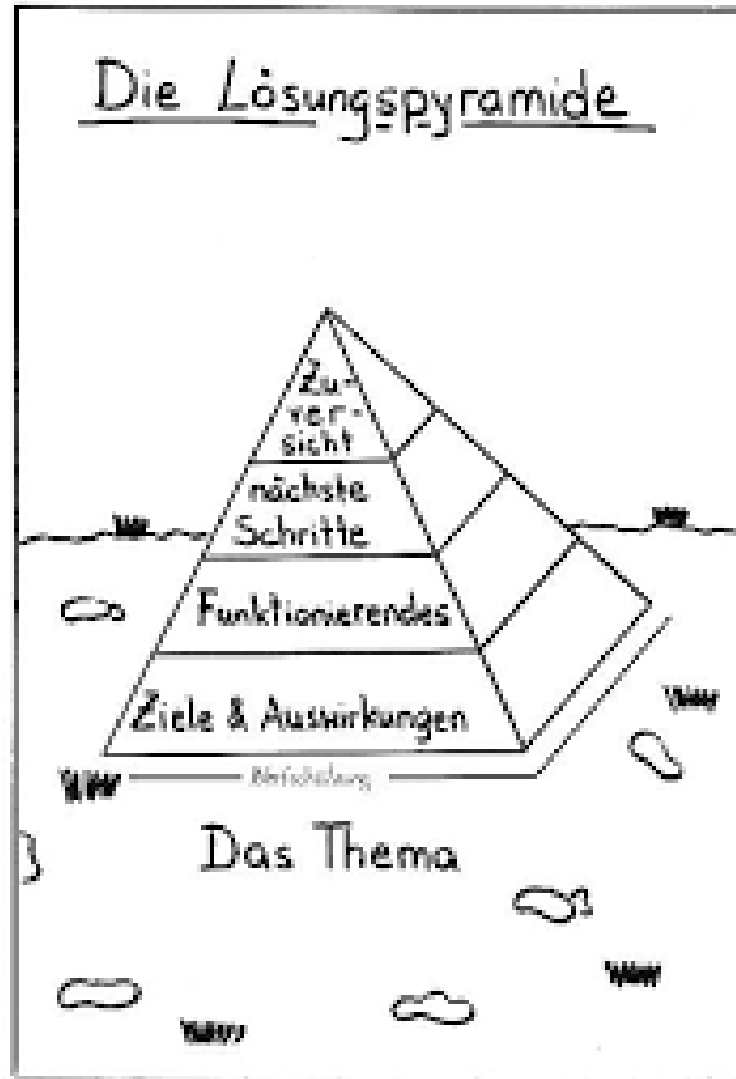 Die Lösungspyramide
Zu-
ver-
sicht
nächste
Schritte
Funktionierendes
Ziele & Auswirkungen
Das Thema